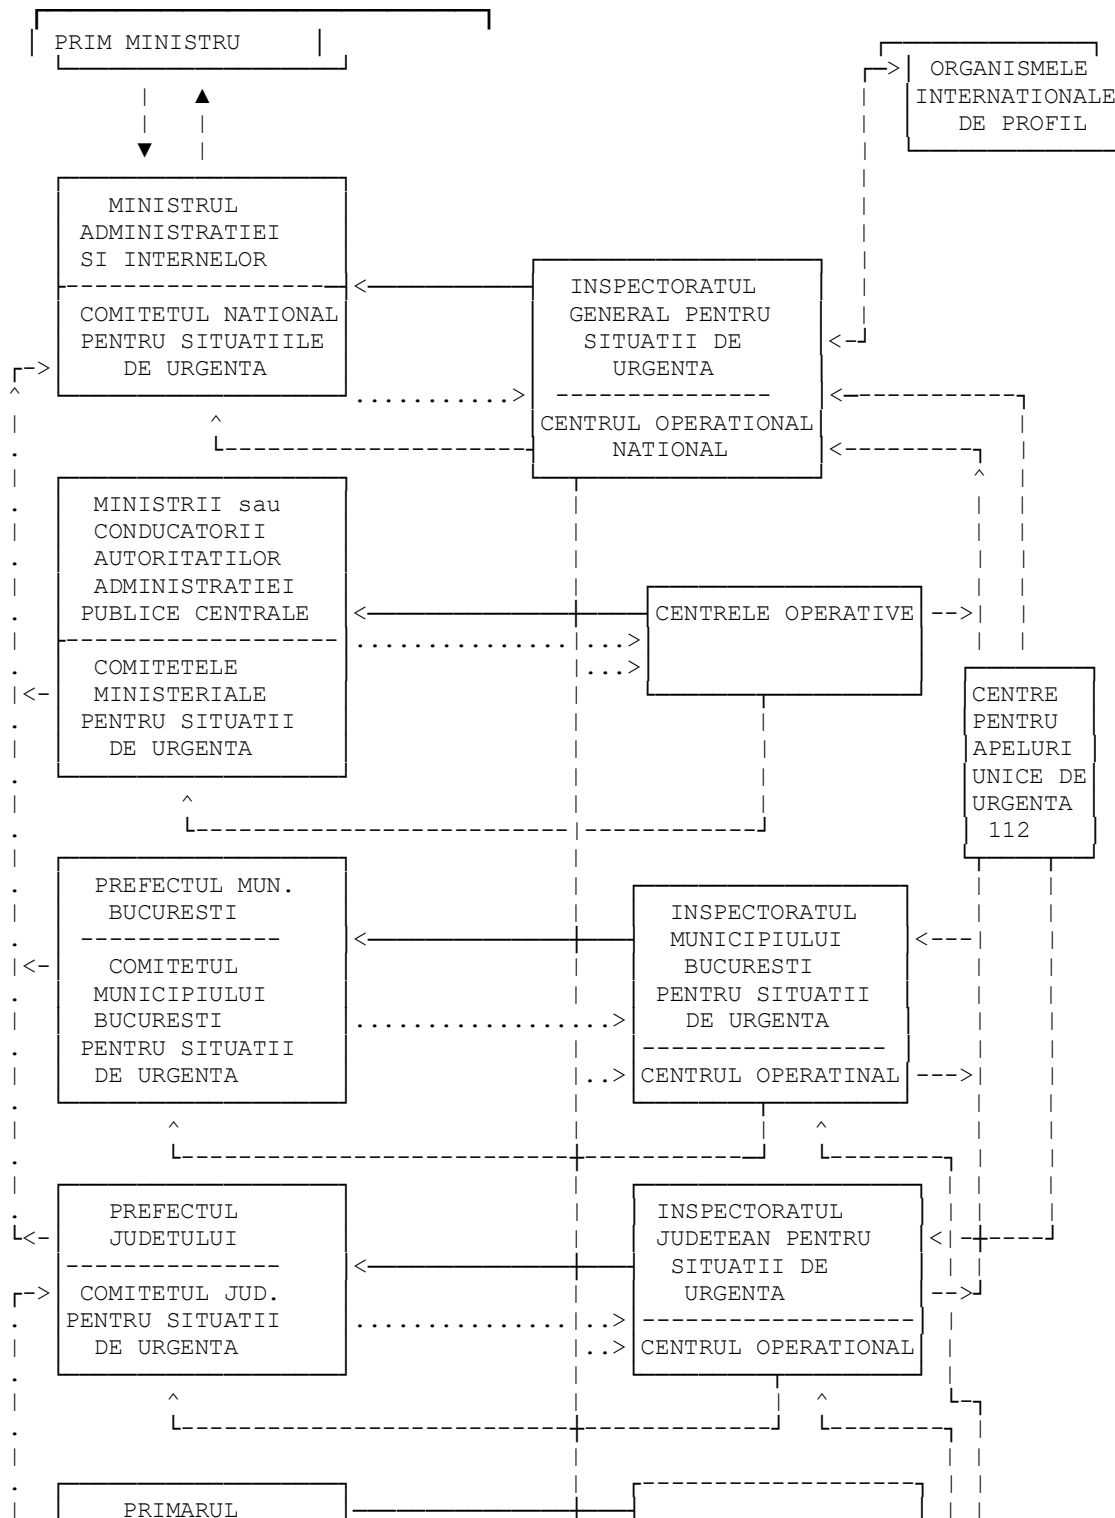 PRIM MINISTRU
ORGANISMELE
INTERNATIONALE
DE PROFIL
MINISTRUL
ADMINISTRATIEI
SI INTERNELOR
COMITETUL NATIONAL
PENTRU SITUATIILE
DE URGENTA
INSPECTORATUL
GENERAL PENTRU
SITUATII DE
URGENTA
CENTRUL OPERATIONAL
NATIONAL
MINISTRII sau
CONDUCATORII
AUTORITATILOR
ADMINISTRATIEI
PUBLICE CENTRALE
COMITETELE
MINISTERIALE
PENTRU SITUATII
DE URGENTA
CENTRELE OPERATIVE
CENTRE
PENTRU
APELURI
UNICE DE
URGENTA
112
PREFECTUL MUN.
BUCURESTI
COMITETUL
MUNICIPIULUI
BUCURESTI
PENTRU SITUATII
DE URGENTA
INSPECTORATUL
MUNICIPIULUI
BUCURESTI
PENTRU SITUATII
DE URGENTA
CENTRUL OPERATINAL
PREFECTUL
JUDETULUI
COMITETUL JUD.
PENTRU SITUATII
DE URGENTA
INSPECTORATUL
JUDETEAN PENTRU
SITUATII DE
URGENTA
CENTRUL OPERATIONAL
PRIMARUL